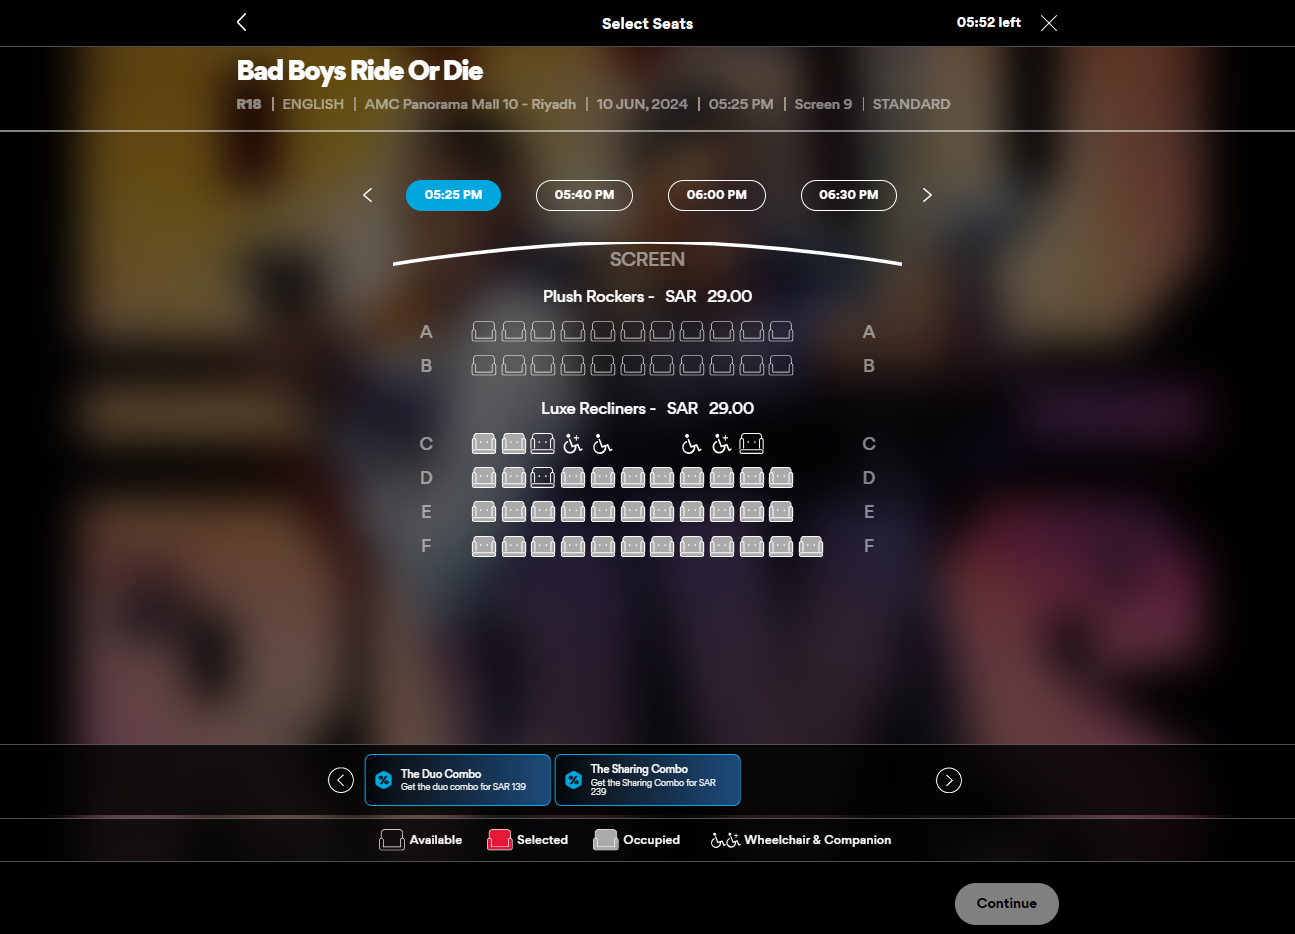 Select Seats
05:52 left
Bad Boys Ride Or Die
R18 | ENGLISH | AMC Panorama Mall 10 - Riyadh | 10 JUN, 2024 | 05:25 PM | Screen 9 | STANDARD
05:25 PM 05:40 PM 06:00 PM 06:30 PM
SCREEN
Plush Rockers - SAR 29.00
A A
B B
Luxe Recliners - SAR 29.00
C C
D D
E E
F F
The Duo Combo
Get the duo combo for SAR 139
The Sharing Combo
Get the Sharing Combo for SAR
239
Available Selected Occupied Wheelchair & Companion
Continue